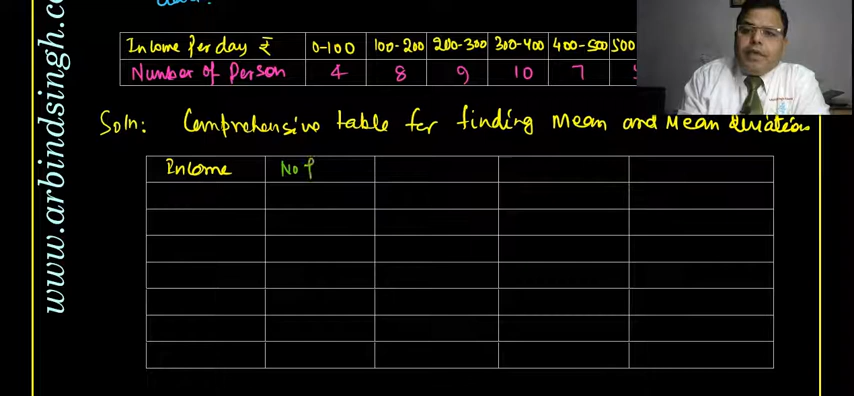 www.arbindsingh.co
Income Per day ₹ 0-100 100-200 200-300 300-400 400-500 500
Number of Person 4 8 9 10 7
Soln: Comprehensive table for finding Mean and Mean deviation
Income No f